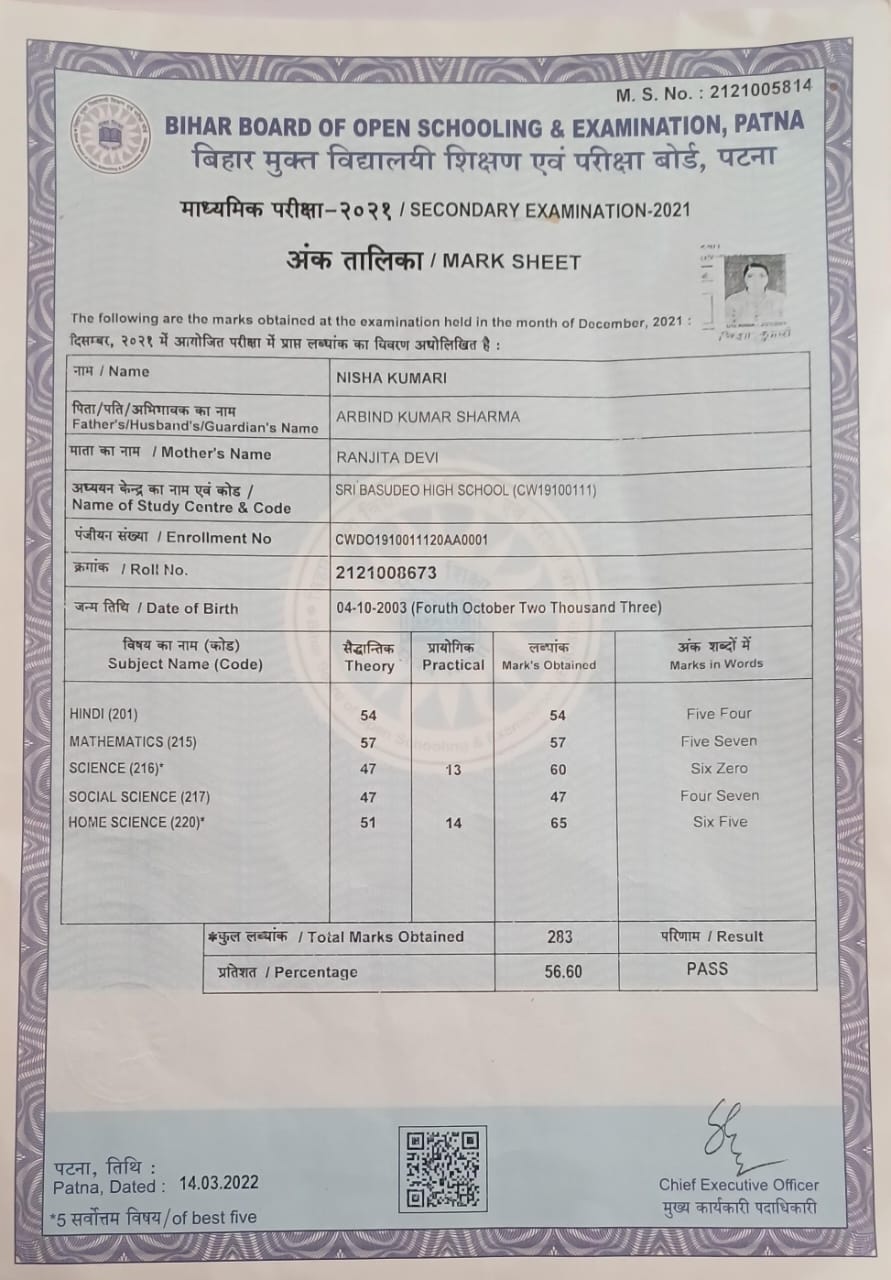 M. S. No. : 2121005814
BIHAR BOARD OF OPEN SCHOOLING & EXAMINATION, PATNA
बिहार मुक्त विद्यालयी शिक्षण एवं परीक्षा बोर्ड, पटना
माध्यमिक परीक्षा–२०२१ / SECONDARY EXAMINATION-2021
अंक तालिका / MARK SHEET
The following are the marks obtained at the examination held in the month of December, 2021 :
दिसम्बर, २०२१ में आयोजित परीक्षा में प्राप्त लब्धांक का विवरण अधोलिखित है :
नाम / Name NISHA KUMARI
पिता/पति/अभिभावक का नाम
Father's/Husband's/Guardian's Name ARBIND KUMAR SHARMA
माता का नाम / Mother's Name RANJITA DEVI
अध्ययन केन्द्र का नाम एवं कोड / SRI BASUDEO HIGH SCHOOL (CW19100111)
Name of Study Centre & Code
पंजीयन संख्या / Enrollment No CWDO1910011120AA0001
क्रमांक / Roll No. 2121008673
जन्म तिथि / Date of Birth 04-10-2003 (Foruth October Two Thousand Three)
विषय का नाम (कोड) सैद्धान्तिक प्रायोगिक लब्धांक अंक शब्दों में
Subject Name (Code) Theory Practical Mark's Obtained Marks in Words
HINDI (201) 54 54 Five Four
MATHEMATICS (215) 57 57 Five Seven
SCIENCE (216)* 47 13 60 Six Zero
SOCIAL SCIENCE (217) 47 47 Four Seven
HOME SCIENCE (220)* 51 14 65 Six Five
*कुल लब्धांक / Total Marks Obtained 283 परिणाम / Result
प्रतिशत / Percentage 56.60 PASS
पटना, तिथि :
Patna, Dated : 14.03.2022
*5 सर्वोत्तम विषय/of best five
Chief Executive Officer
मुख्य कार्यकारी पदाधिकारी